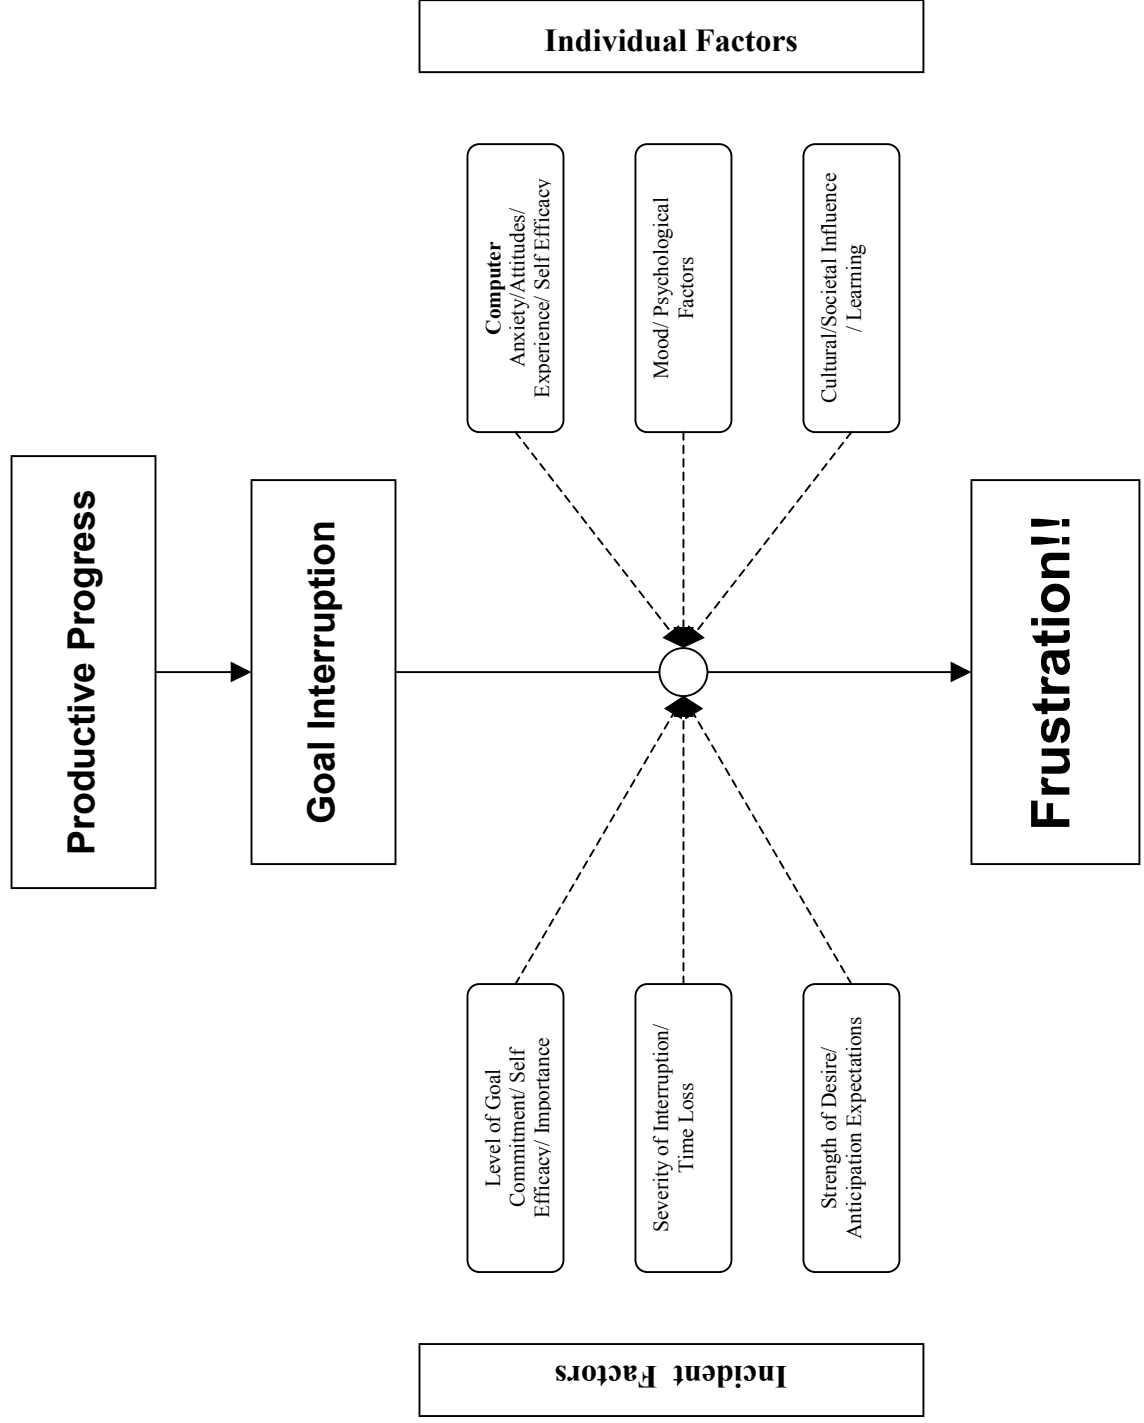 Individual Factors
Productive Progress
Goal Interruption
Computer
Anxiety/Attitudes/
Experience/ Self Efficacy
Mood/ Psychological
Factors
Cultural/Societal Influence
/ Learning
Level of Goal
Commitment/ Self
Efficacy/ Importance
Severity of Interruption/
Time Loss
Strength of Desire/
Anticipation Expectations
Frustration!!
Incident  Factors